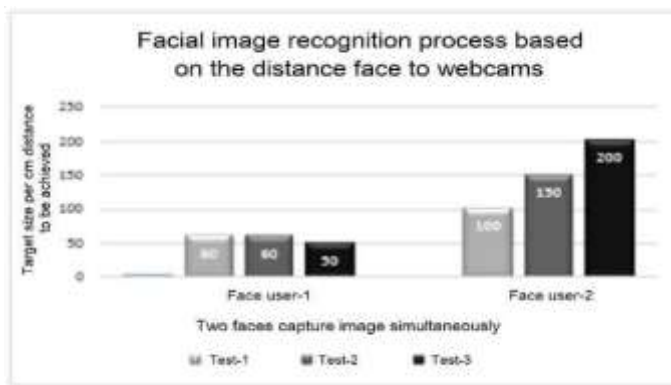 Facial image recognition process based
on the distance face to webcams
Target size per cm distance
to be achieved
250
200
150
100
50
0
60
60
50
100
150
200
Face user-1
Face user-2
Two faces capture image simultaneously
Test-1
Test-2
Test-3